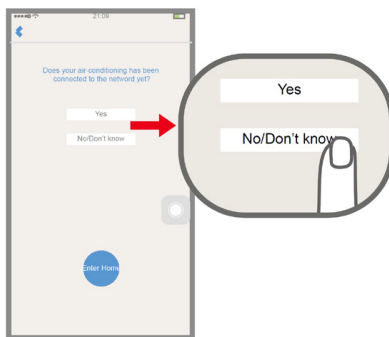 21:09
Does your air-conditioning has been
connected to the netword yet?
Yes
No/Don't know
Enter Home
Yes
No/Don't know